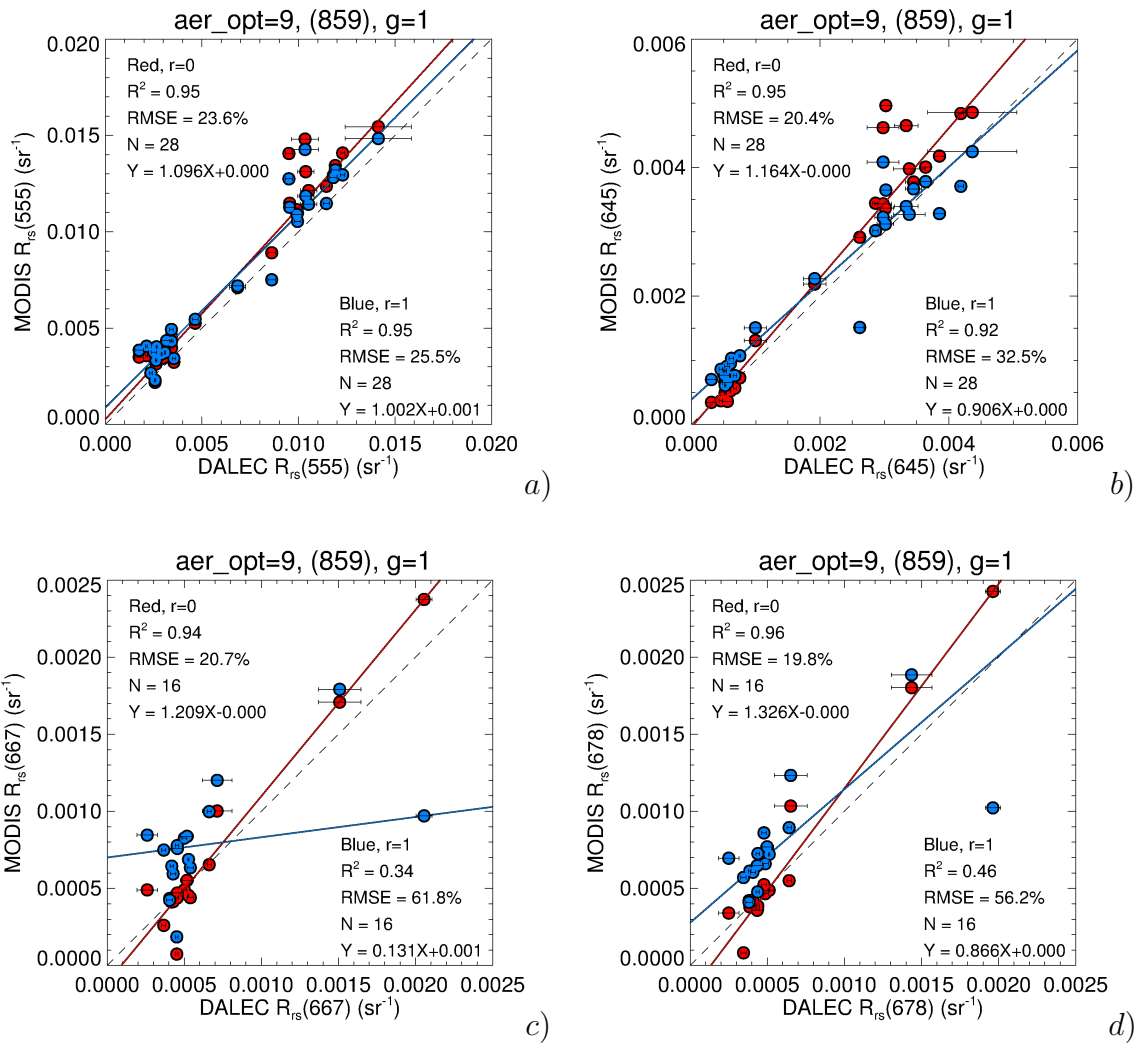 aer_opt=9, (859), g=1
0.020
0.015
0.010
0.005
0.000
MODIS Rrs(555) (sr⁻¹)
Red, r=0
R² = 0.95
RMSE = 23.6%
N = 28
Y = 1.096X+0.000
Blue, r=1
R² = 0.95
RMSE = 25.5%
N = 28
Y = 1.002X+0.001
0.000 0.005 0.010 0.015 0.020
DALEC Rrs(555) (sr⁻¹)
a)
aer_opt=9, (859), g=1
0.006
0.004
0.002
0.000
MODIS Rrs(645) (sr⁻¹)
Red, r=0
R² = 0.95
RMSE = 20.4%
N = 28
Y = 1.164X-0.000
Blue, r=1
R² = 0.92
RMSE = 32.5%
N = 28
Y = 0.906X+0.000
0.000 0.002 0.004 0.006
DALEC Rrs(645) (sr⁻¹)
b)
aer_opt=9, (859), g=1
0.0025
0.0020
0.0015
0.0010
0.0005
0.0000
MODIS Rrs(667) (sr⁻¹)
Red, r=0
R² = 0.94
RMSE = 20.7%
N = 16
Y = 1.209X-0.000
Blue, r=1
R² = 0.34
RMSE = 61.8%
N = 16
Y = 0.131X+0.001
0.0000 0.0005 0.0010 0.0015 0.0020 0.0025
DALEC Rrs(667) (sr⁻¹)
c)
aer_opt=9, (859), g=1
0.0025
0.0020
0.0015
0.0010
0.0005
0.0000
MODIS Rrs(678) (sr⁻¹)
Red, r=0
R² = 0.96
RMSE = 19.8%
N = 16
Y = 1.326X-0.000
Blue, r=1
R² = 0.46
RMSE = 56.2%
N = 16
Y = 0.866X+0.000
0.0000 0.0005 0.0010 0.0015 0.0020 0.0025
DALEC Rrs(678) (sr⁻¹)
d)